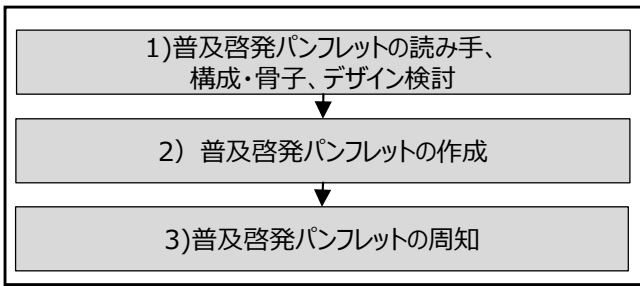 1)普及啓発パンフレットの読み手、
構成・骨子、デザイン検討
2） 普及啓発パンフレットの作成
3)普及啓発パンフレットの周知